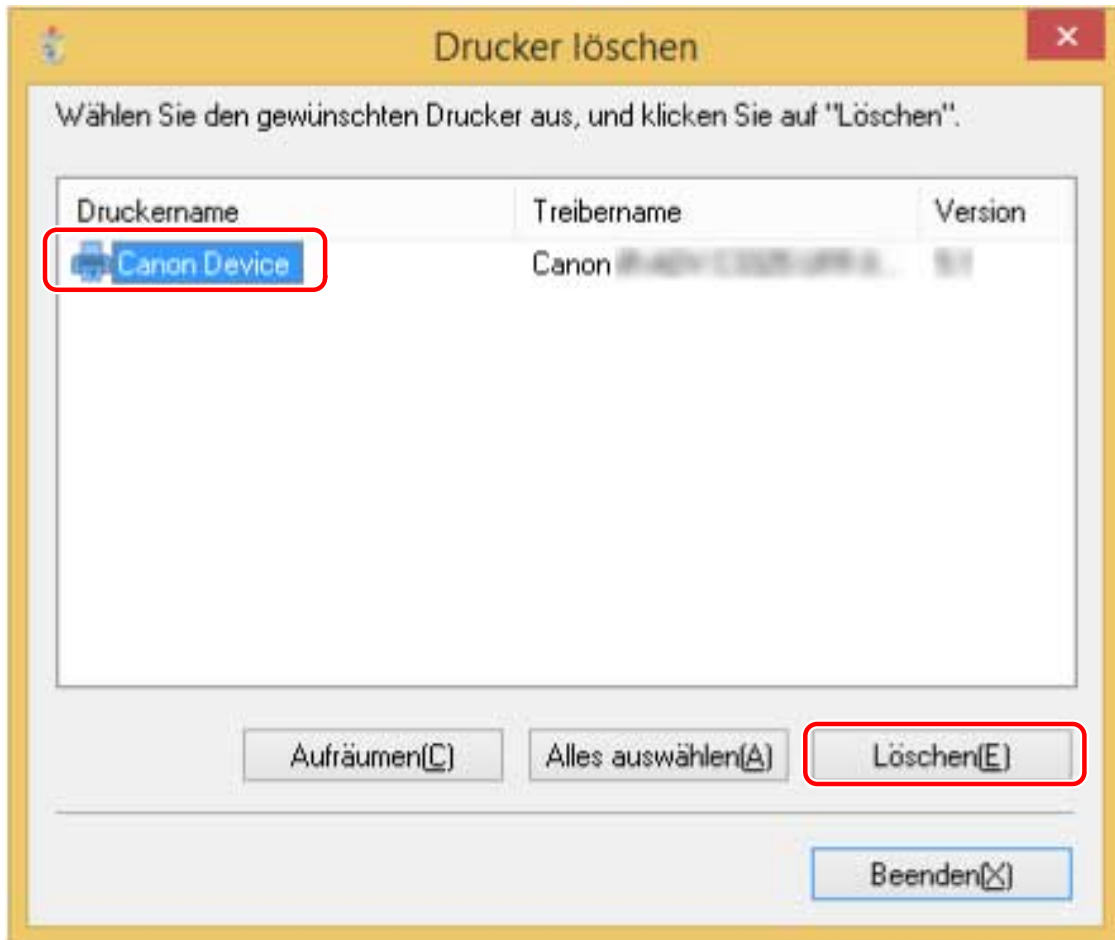 Drucker löschen
Wählen Sie den gewünschten Drucker aus, und klicken Sie auf "Löschen".
Druckername Treibername Version
Canon Device Canon
Aufräumen(C) Alles auswählen(A) Löschen(E)
Beenden(X)